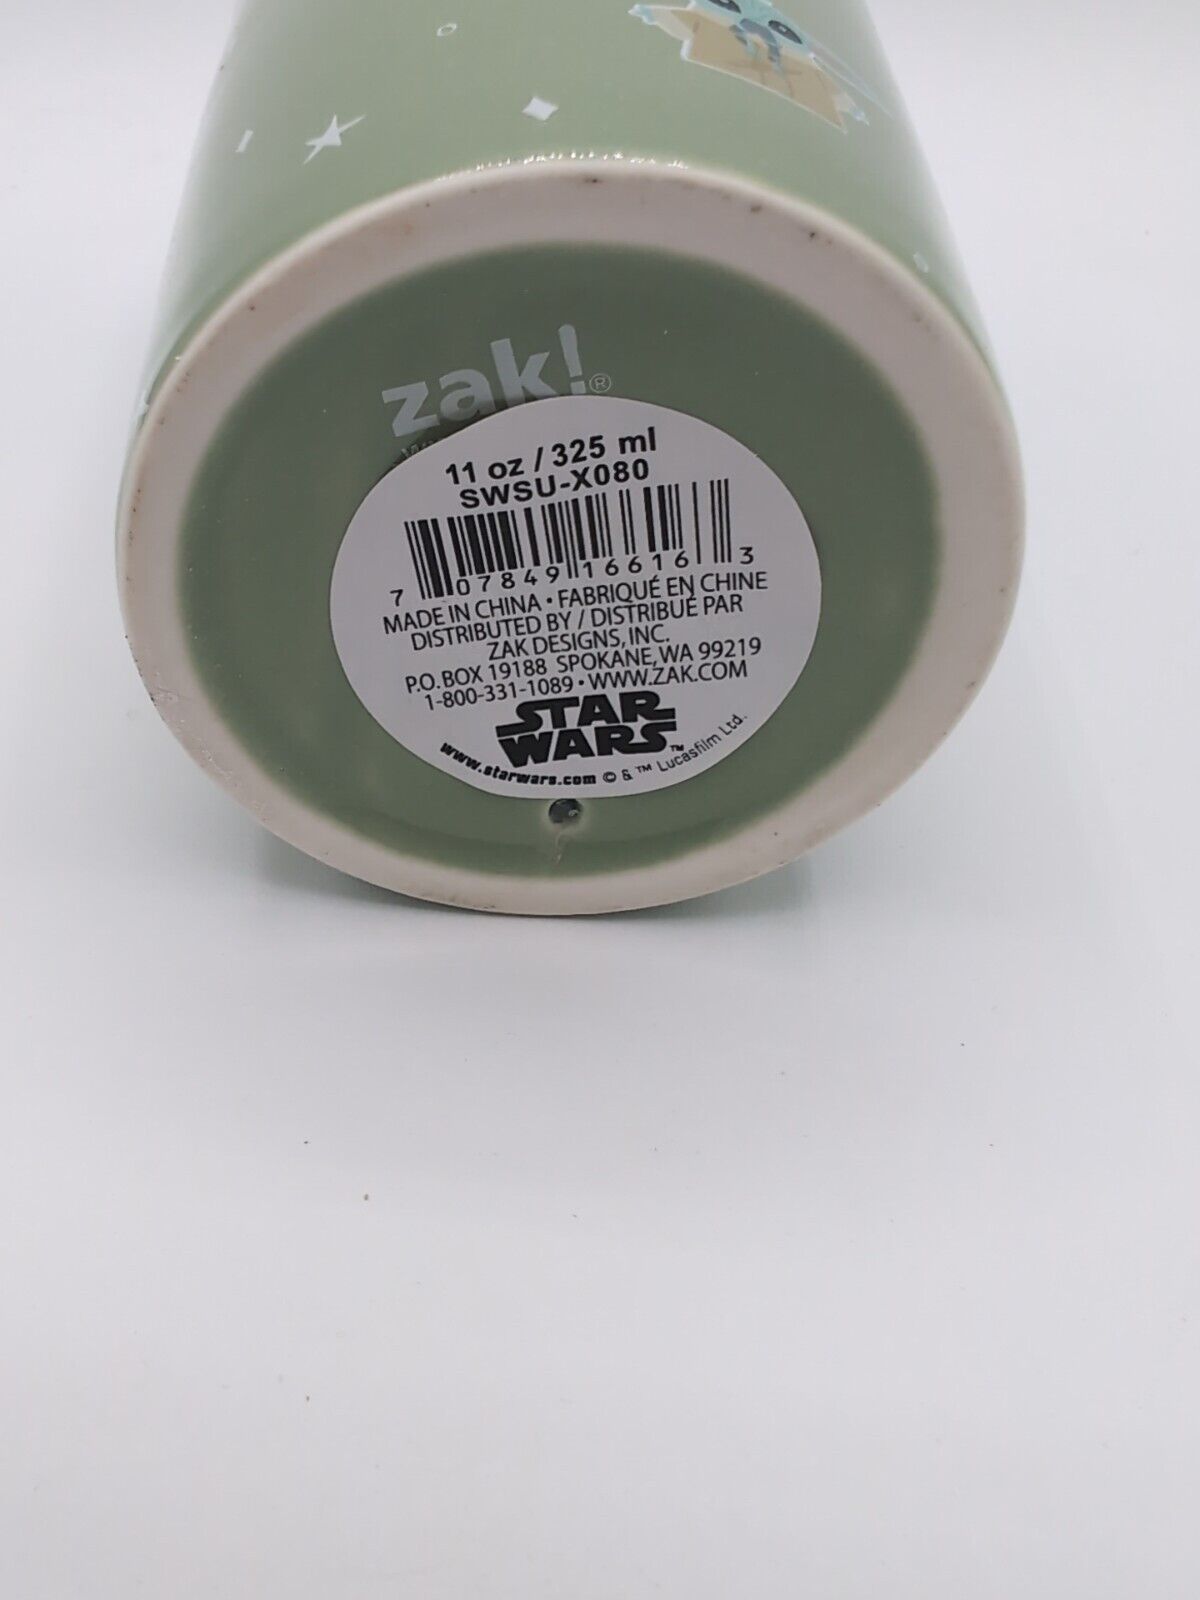 zak!®
11 oz / 325 ml
SWSU-X080
7 07849 16616 3
MADE IN CHINA • FABRIQUÉ EN CHINE
DISTRIBUTED BY / DISTRIBUÉ PAR
ZAK DESIGNS, INC.
P.O. BOX 19188 SPOKANE, WA 99219
1-800-331-1089 • WWW.ZAK.COM
STAR
WARS™
www.starwars.com © & ™ Lucasfilm Ltd.